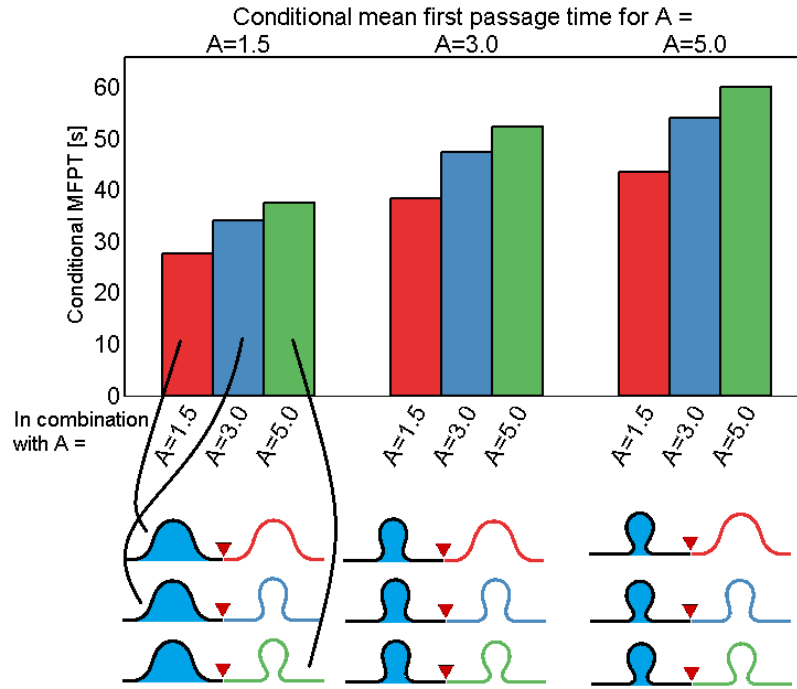 Conditional mean first passage time for A =
A=1.5 A=3.0 A=5.0
Conditional MFPT [s]
60
50
40
30
20
10
0
In combination
with A =
A=1.5 A=3.0 A=5.0 A=1.5 A=3.0 A=5.0 A=1.5 A=3.0 A=5.0